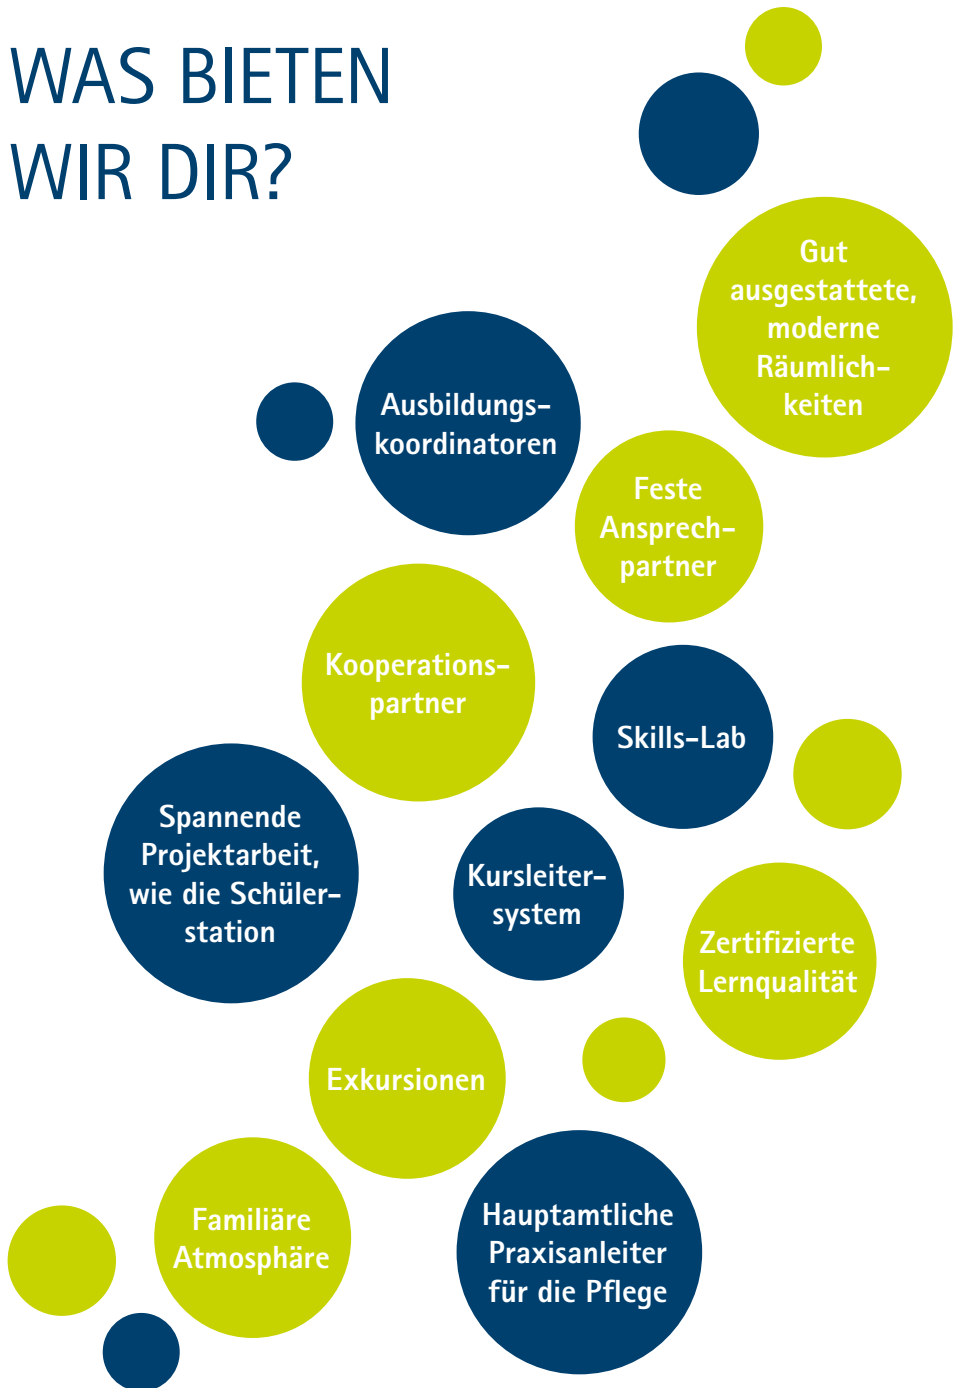 WAS BIETEN
WIR DIR?
Gut
ausgestattete,
moderne
Räumlich-
keiten
Ausbildungs-
koordinatoren
Feste
Ansprech-
partner
Kooperations-
partner
Skills-Lab
Spannende
Projektarbeit,
wie die Schüler-
station
Kursleiter-
system
Zertifizierte
Lernqualität
Exkursionen
Familiäre
Atmosphäre
Hauptamtliche
Praxisanleiter
für die Pflege